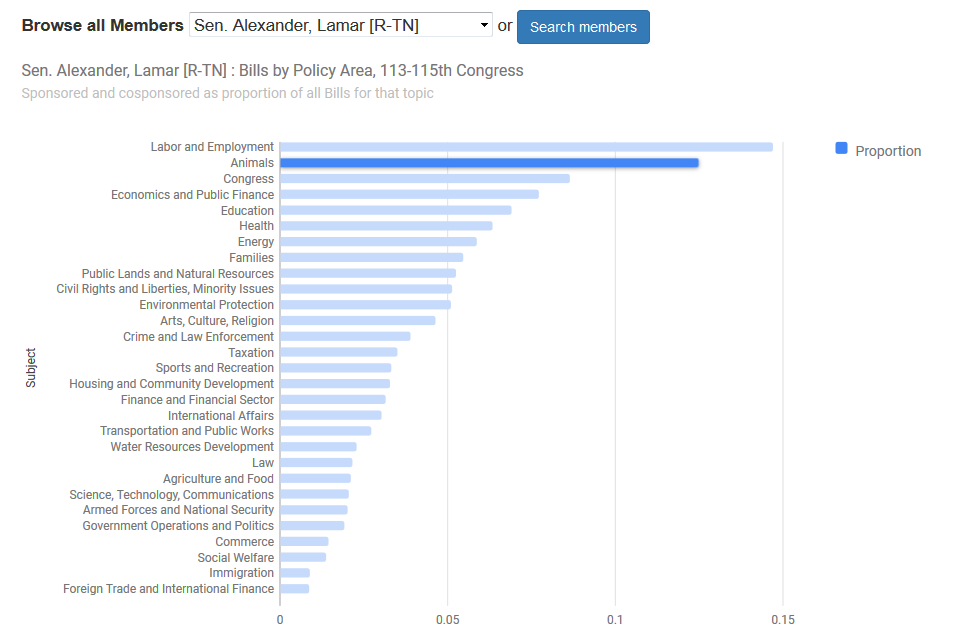 Browse all Members Sen. Alexander, Lamar [R-TN] or Search members
Sen. Alexander, Lamar [R-TN] : Bills by Policy Area, 113-115th Congress
Sponsored and cosponsored as proportion of all Bills for that topic
Labor and Employment
Proportion
Animals
Congress
Economics and Public Finance
Education
Health
Energy
Families
Public Lands and Natural Resources
Civil Rights and Liberties, Minority Issues
Environmental Protection
Arts, Culture, Religion
Crime and Law Enforcement
Taxation
Sports and Recreation
Housing and Community Development
Finance and Financial Sector
International Affairs
Transportation and Public Works
Water Resources Development
Law
Agriculture and Food
Science, Technology, Communications
Armed Forces and National Security
Government Operations and Politics
Commerce
Social Welfare
Immigration
Foreign Trade and International Finance
Subject
0 0.05 0.1 0.15